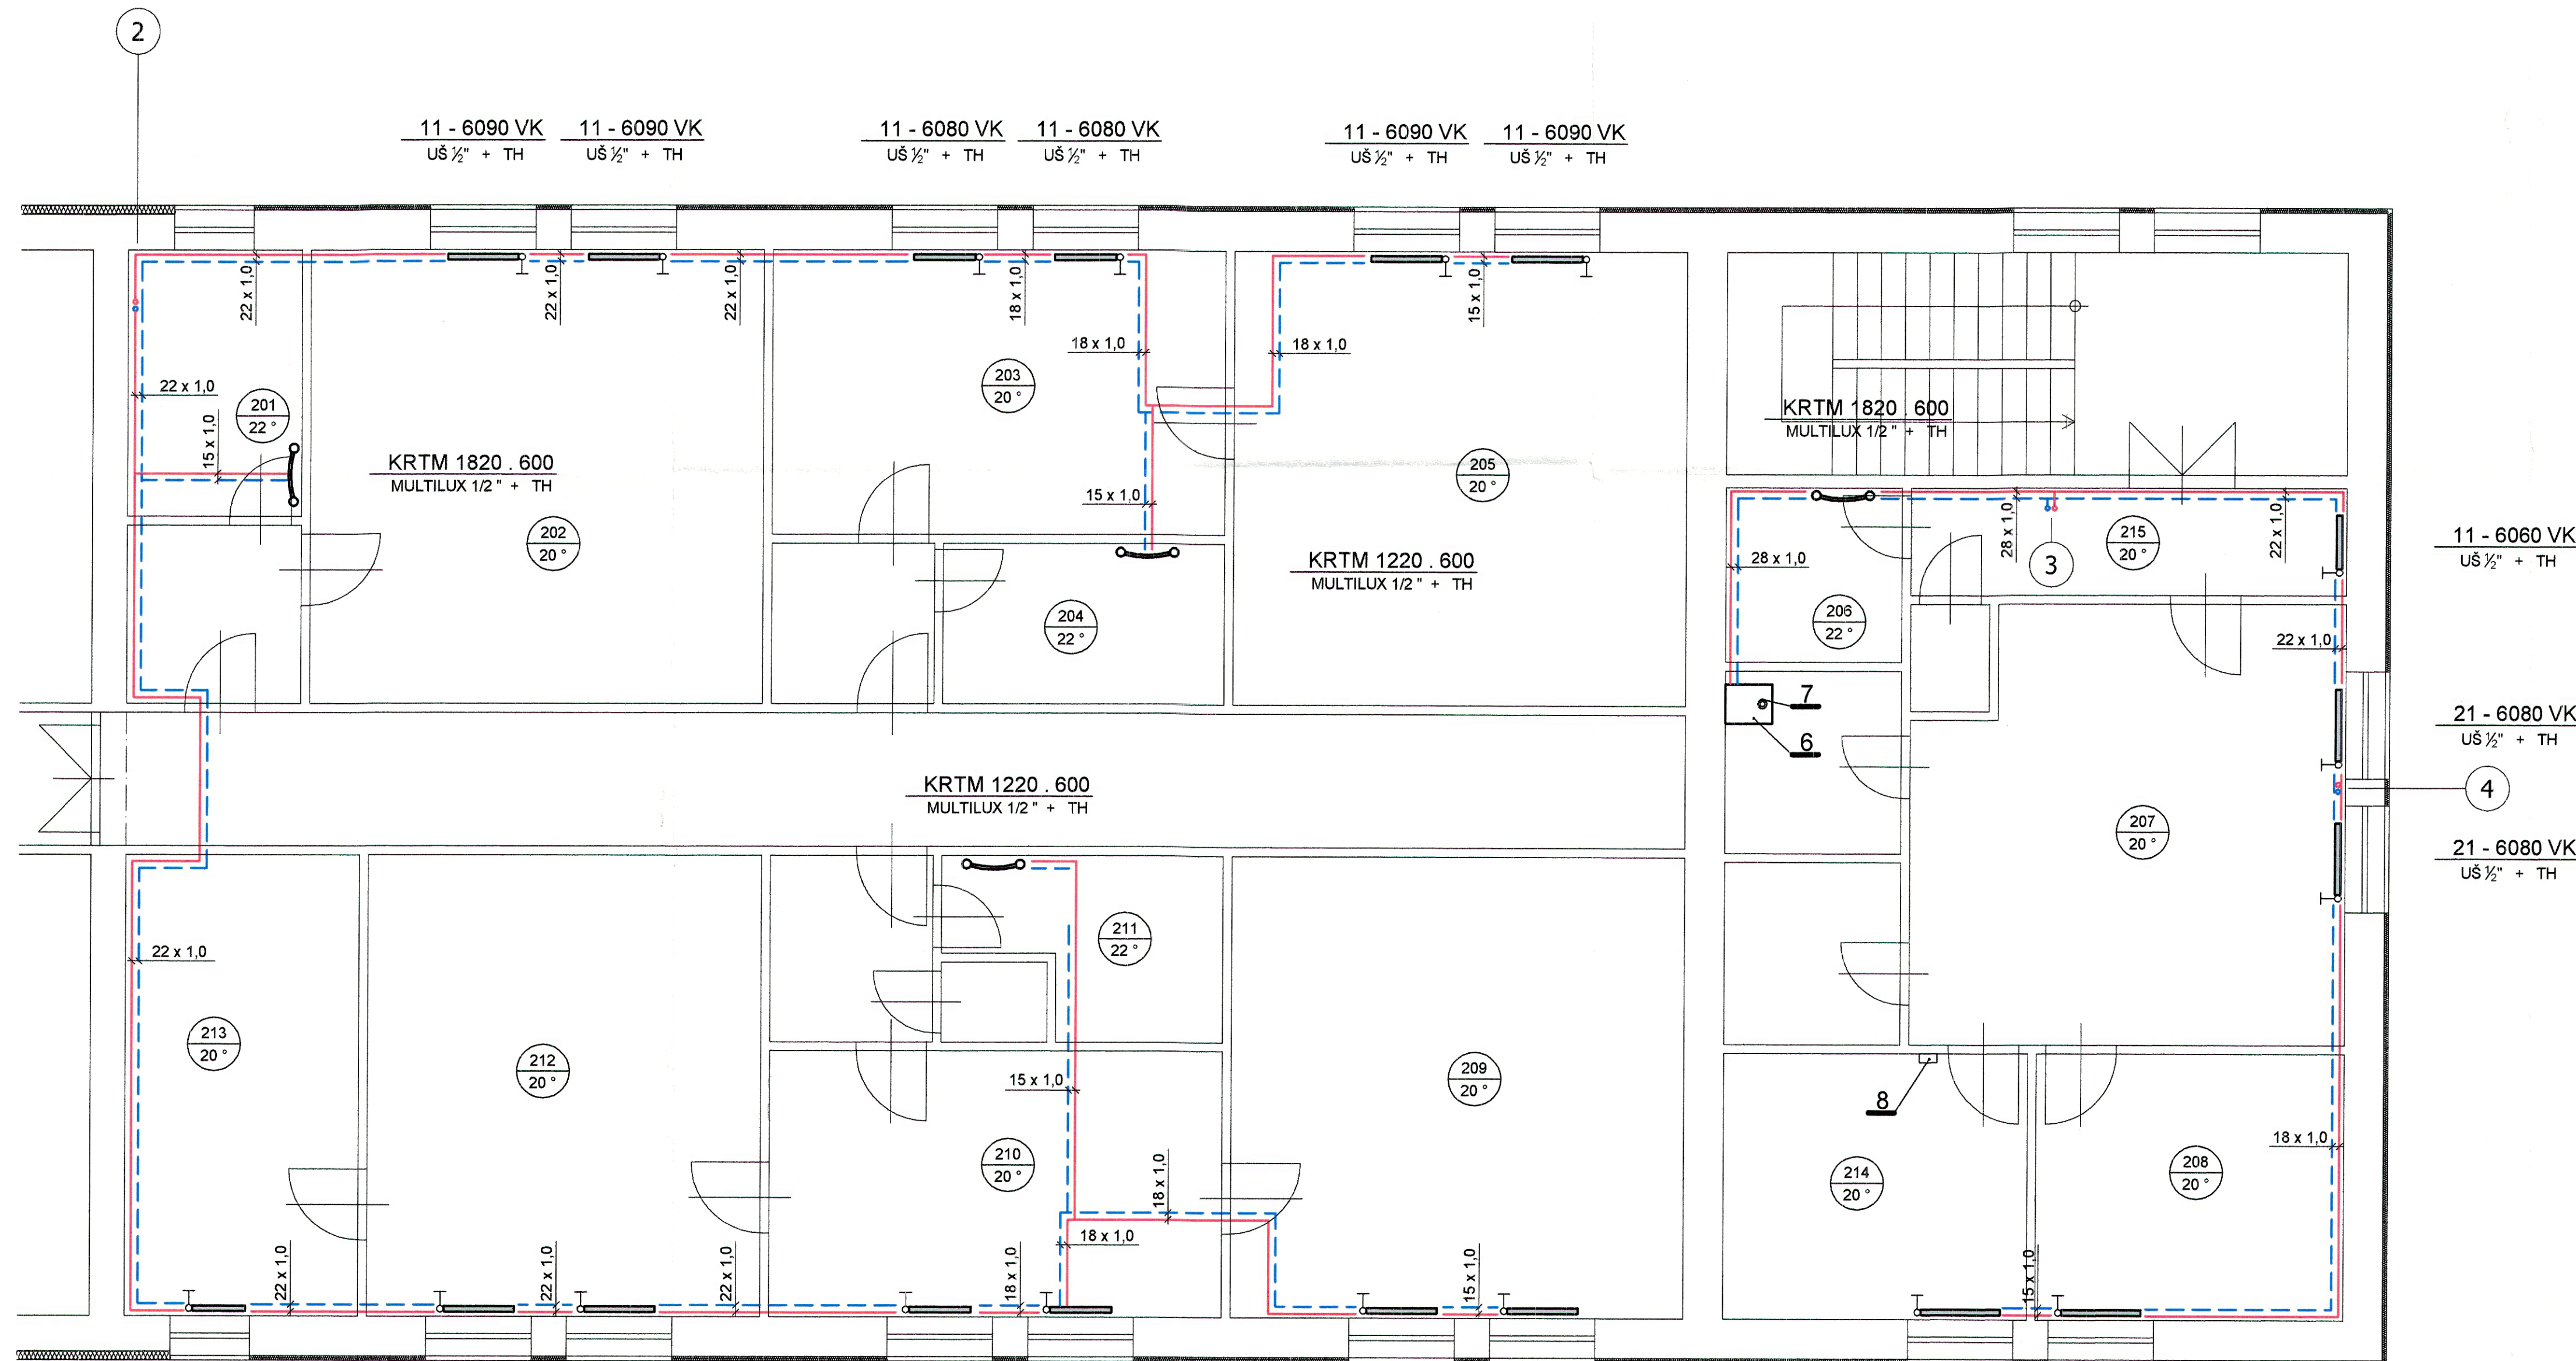 2
11 - 6090 VK
UŠ ½" + TH
11 - 6090 VK
UŠ ½" + TH
11 - 6080 VK
UŠ ½" + TH
11 - 6080 VK
UŠ ½" + TH
11 - 6090 VK
UŠ ½" + TH
11 - 6090 VK
UŠ ½" + TH
22 x 1,0
22 x 1,0
22 x 1,0
18 x 1,0
15 x 1,0
18 x 1,0
18 x 1,0
22 x 1,0
201
22 °
15 x 1,0
203
20 °
KRTM 1820 . 600
MULTILUX 1/2 " + TH
KRTM 1820 . 600
MULTILUX 1/2 " + TH
205
20 °
15 x 1,0
202
20 °
KRTM 1220 . 600
MULTILUX 1/2 " + TH
204
22 °
28 x 1,0
206
22 °
28 x 1,0
3
215
20 °
22 x 1,0
11 - 6060 VK
UŠ ½" + TH
22 x 1,0
7
6
21 - 6080 VK
UŠ ½" + TH
4
KRTM 1220 . 600
MULTILUX 1/2 " + TH
207
20 °
21 - 6080 VK
UŠ ½" + TH
22 x 1,0
211
22 °
213
20 °
212
20 °
15 x 1,0
209
20 °
8
210
20 °
18 x 1,0
18 x 1,0
214
20 °
208
20 °
18 x 1,0
22 x 1,0
22 x 1,0
22 x 1,0
18 x 1,0
15 x 1,0
15 x 1,0